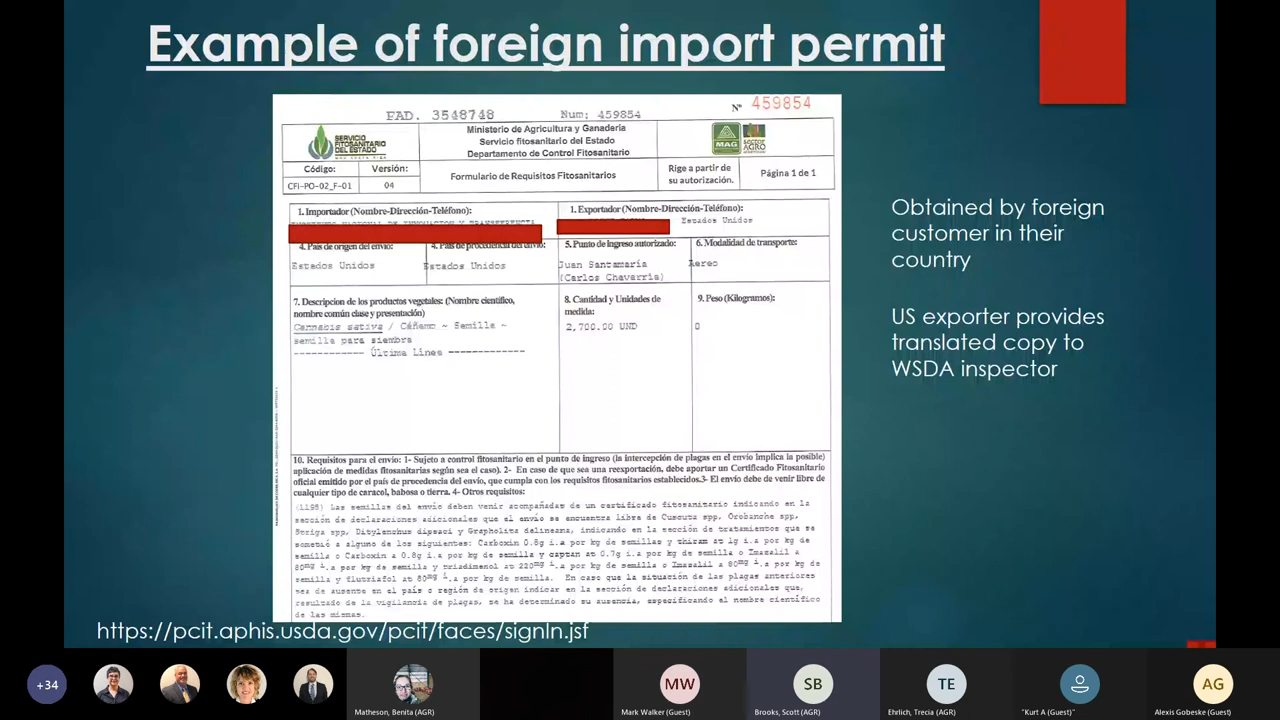 Example of foreign import permit
FAD. 3548748
Num: 459854
Nº 459854
SERVICIO
FITOSANITARIO
DEL ESTADO
Ministerio de Agricultura y Ganadería
Servicio fitosanitario del Estado
Departamento de Control Fitosanitario
MAG
SECTOR
AGRO
Código:
Versión:
CFI-PO-02_F-01
04
Formulario de Requisitos Fitosanitarios
Rige a partir de
su autorización.
Página 1 de 1
1. Importador (Nombre-Dirección-Teléfono):
1. Exportador (Nombre-Dirección-Teléfono):
Estados Unidos
4. País de origen del envío:
4. País de procedencia del envío:
5. Punto de ingreso autorizado:
6. Modalidad de transporte:
Estados Unidos
Estados Unidos
Juan Santamaría
(Carlos Chavarría)
Aereo
7. Descripcion de los productos vegetales: (Nombre científico,
nombre común clase y presentación)
8. Cantidad y Unidades de
medida:
9. Peso (Kilogramos):
Cannabis sativa / Cáñamo ~ Semilla ~
semilla para siembra
------------ Última Linea ------------
2,700.00 UND
0
10. Requisitos para el envío: 1- Sujeto a control fitosanitario en el punto de ingreso (la intercepción de plagas en el envío implica la posible)
aplicación de medidas fitosanitarias según sea el caso). 2- En caso de que sea una reexportación, debe aportar un Certificado Fitosanitario
oficial emitido por el país de procedencia del envío, que cumpla con los requisitos fitosanitarios establecidos.3- El envío debe de venir libre de
cualquier tipo de caracol, babosa o tierra. 4- Otros requisitos:
(1198) Las semillas del envío deben venir acompañadas de un certificado fitosanitario indicando en la
sección de declaraciones adicionales que el envío se encuentra libre de Cuscuta spp, Orobanche spp,
Striga spp, Ditylenchus dipsaci y Grapholita delineana, indicando en la sección de tratamientos que se
sometió a alguno de los siguientes: Carboxin 0.8g i.a por kg de semillas y thiram at 1g i.a por kg de
semilla o Carboxin a 0.8g i.a por kg de semilla y captan at 0.7g i.a por kg de semilla o Imazalil a
80mg i.a por kg de semilla y triadimenol at 220mg i.a por kg de semilla o Imazalil a 80mg i.a por kg de
semilla y flutriafol at 80mg i.a por kg de semilla. En caso que la situación de las plagas anteriores
sea de ausente en el país o región de origen indicar en la sección de declaraciones adicionales que,
resultado de la vigilancia de plagas, se ha determinado su ausencia, especificando el nombre científico
de las mismas.
Obtained by foreign
customer in their
country
US exporter provides
translated copy to
WSDA inspector
https://pcit.aphis.usda.gov/pcit/faces/signIn.jsf
+34
MW
SB
TE
AG
Matheson, Benita (AGR)
Mark Walker (Guest)
Brooks, Scott (AGR)
Ehrlich, Trecia (AGR)
"Kurt A (Guest)"
Alexis Gobeske (Guest)